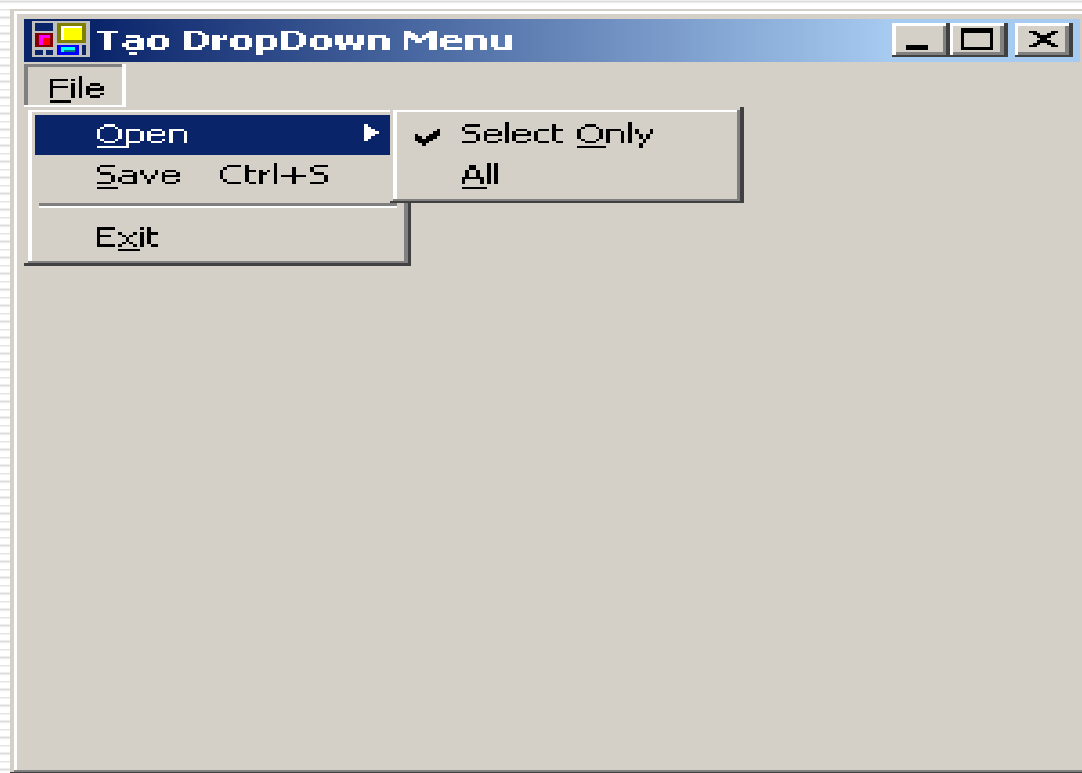 Tạo DropDown Menu
File
Open
Save Ctrl+S
Exit
Select Only
All